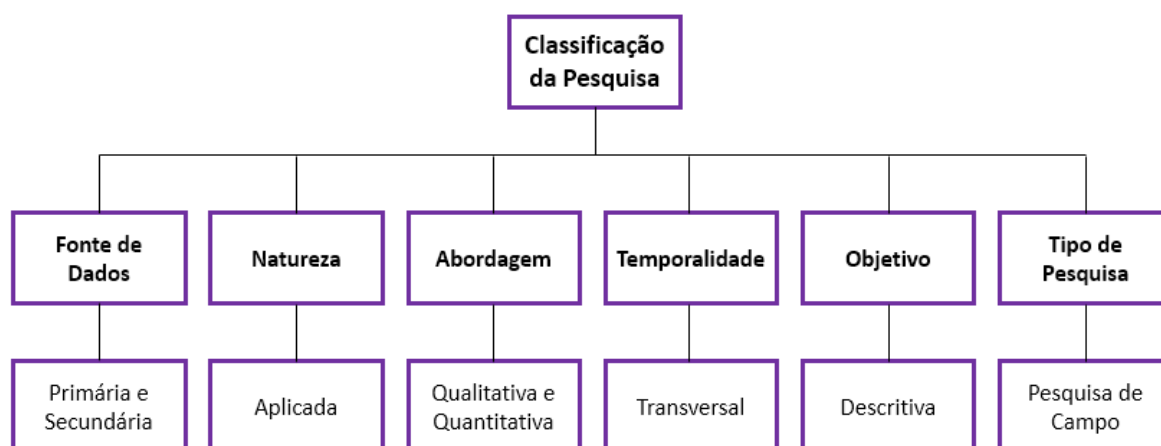 Classificação
da Pesquisa
Fonte de
Dados
Natureza
Abordagem
Temporalidade
Objetivo
Tipo de
Pesquisa
Primária e
Secundária
Aplicada
Qualitativa e
Quantitativa
Transversal
Descritiva
Pesquisa de
Campo